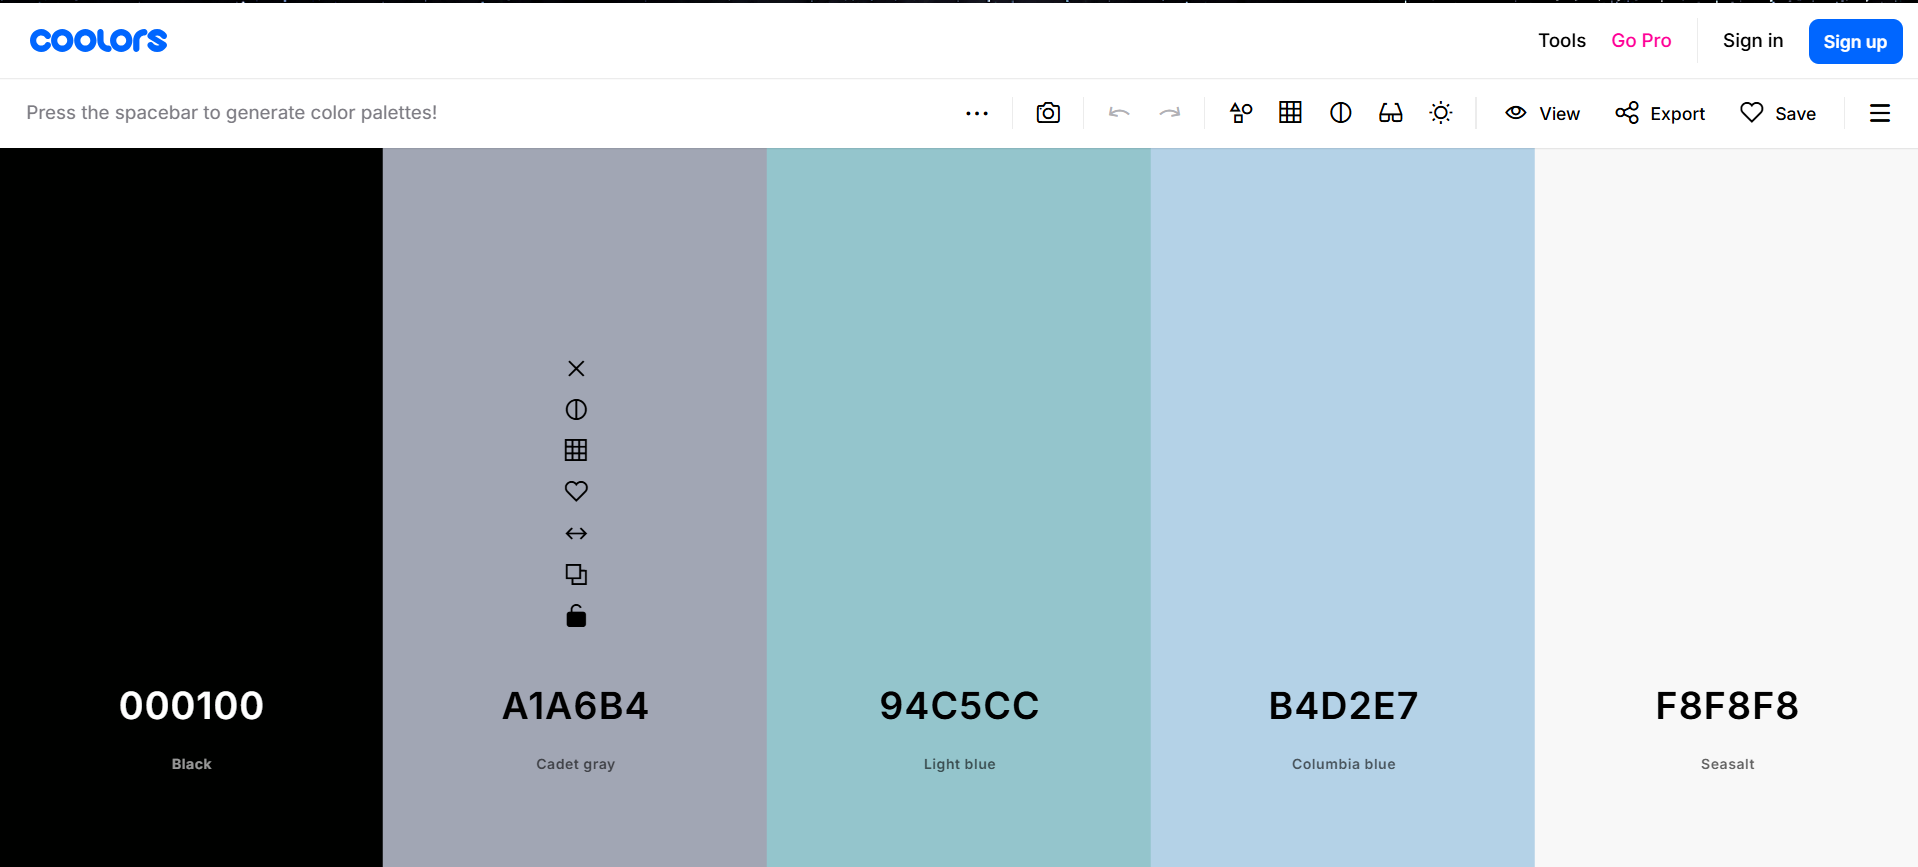 coolors
Tools Go Pro Sign in Sign up
Press the spacebar to generate color palettes!
View Export Save
000100 A1A6B4 94C5CC B4D2E7 F8F8F8
Black Cadet gray Light blue Columbia blue Seasalt